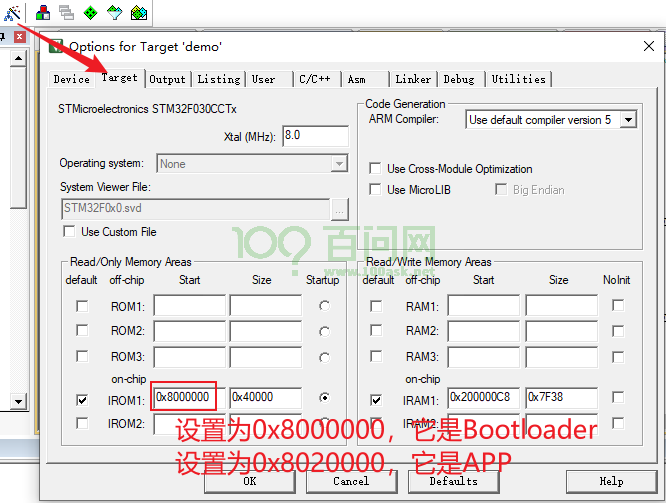 Options for Target 'demo'
Device Target Output Listing User C/C++ Asm Linker Debug Utilities
STMicroelectronics STM32F030CCTx
Xtal (MHz): 8.0
Operating system: None
System Viewer File:
STM32F0x0.svd
...
Use Custom File
Code Generation
ARM Compiler: Use default compiler version 5
Use Cross-Module Optimization
Use MicroLIB Big Endian
百问网
www.100ask.net
Read/Only Memory Areas
default off-chip Start Size Startup
ROM1:
ROM2:
ROM3:
on-chip
IROM1: 0x8000000 0x40000
IROM2:
Read/Write Memory Areas
default off-chip Start Size NoInit
RAM1:
RAM2:
RAM3:
on-chip
IRAM1: 0x200000C8 0x7F38
IRAM2:
设置为0x8000000，它是Bootloader
设置为0x8020000，它是APP
OK Cancel Defaults Help